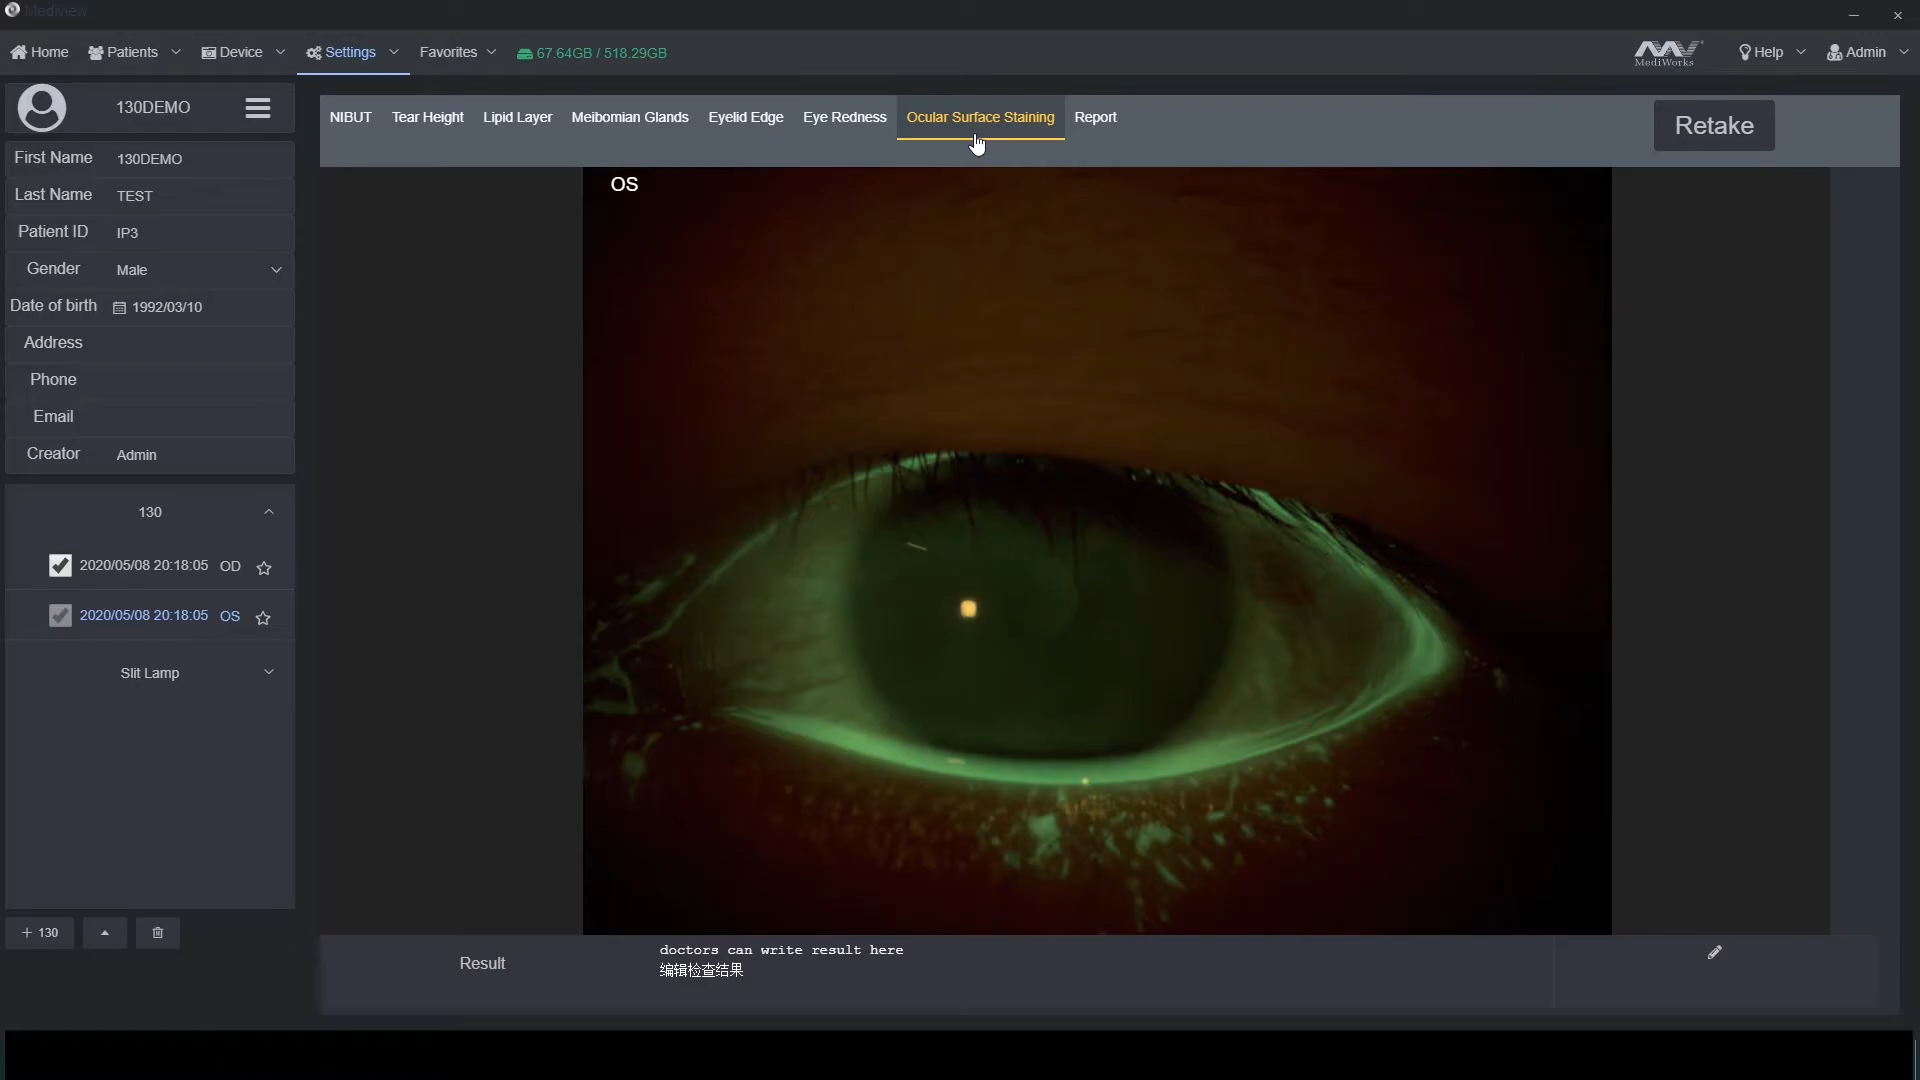 Mediview
Home Patients Device Settings Favorites 67.64GB / 518.29GB MediWorks Help Admin
130DEMO
First Name 130DEMO
Last Name TEST
Patient ID IP3
Gender Male
Date of birth 1992/03/10
Address
Phone
Email
Creator Admin
130
2020/05/08 20:18:05 OD
2020/05/08 20:18:05 OS
Slit Lamp
+ 130
NIBUT Tear Height Lipid Layer Meibomian Glands Eyelid Edge Eye Redness Ocular Surface Staining Report Retake
OS
Result
doctors can write result here
编辑检查结果